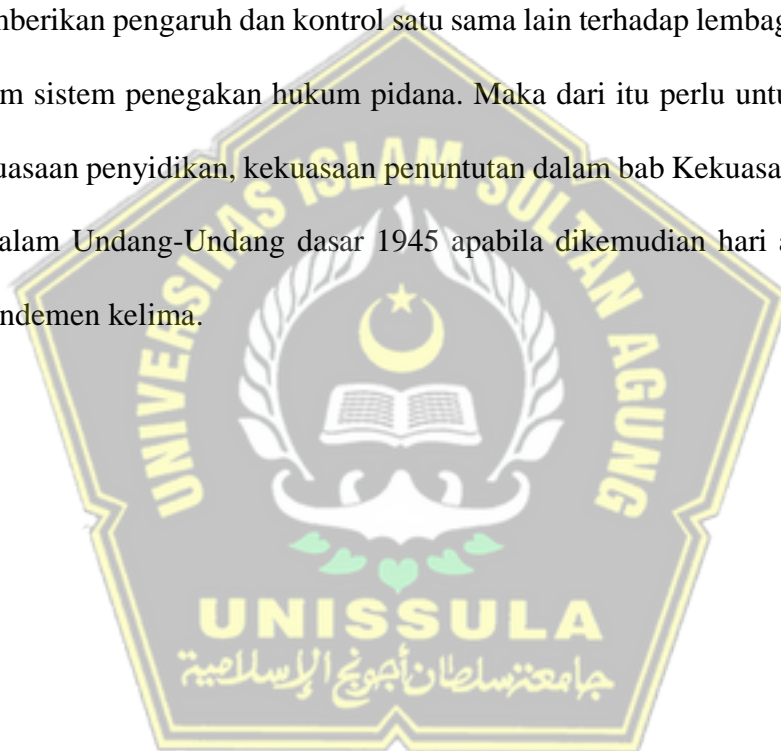 mberikan pengaruh dan kontrol satu sama lain terhadap lembag
m sistem penegakan hukum pidana. Maka dari itu perlu untu
uasaan penyidikan, kekuasaan penuntutan dalam bab Kekuasa
alam Undang-Undang dasar 1945 apabila dikemudian hari a
ndemen kelima.
UNIVERSITAS ISLAM SULTAN AGUNG
UNISSULA
جامعة سلطان أجونج الإسلامية